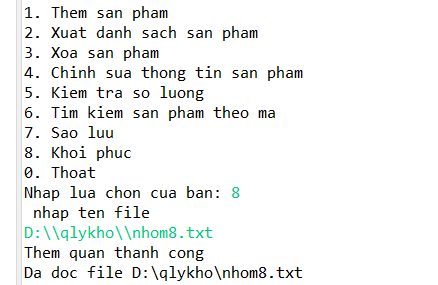 1. Them san pham
2. Xuat danh sach san pham
3. Xoa san pham
4. Chinh sua thong tin san pham
5. Kiem tra so luong
6. Tim kiem san pham theo ma
7. Sao luu
8. Khoi phuc
0. Thoat
Nhap lua chon cua ban: 8
nhap ten file
D:\\qlykho\\nhom8.txt
Them quan thanh cong
Da doc file D:\qlykho\nhom8.txt